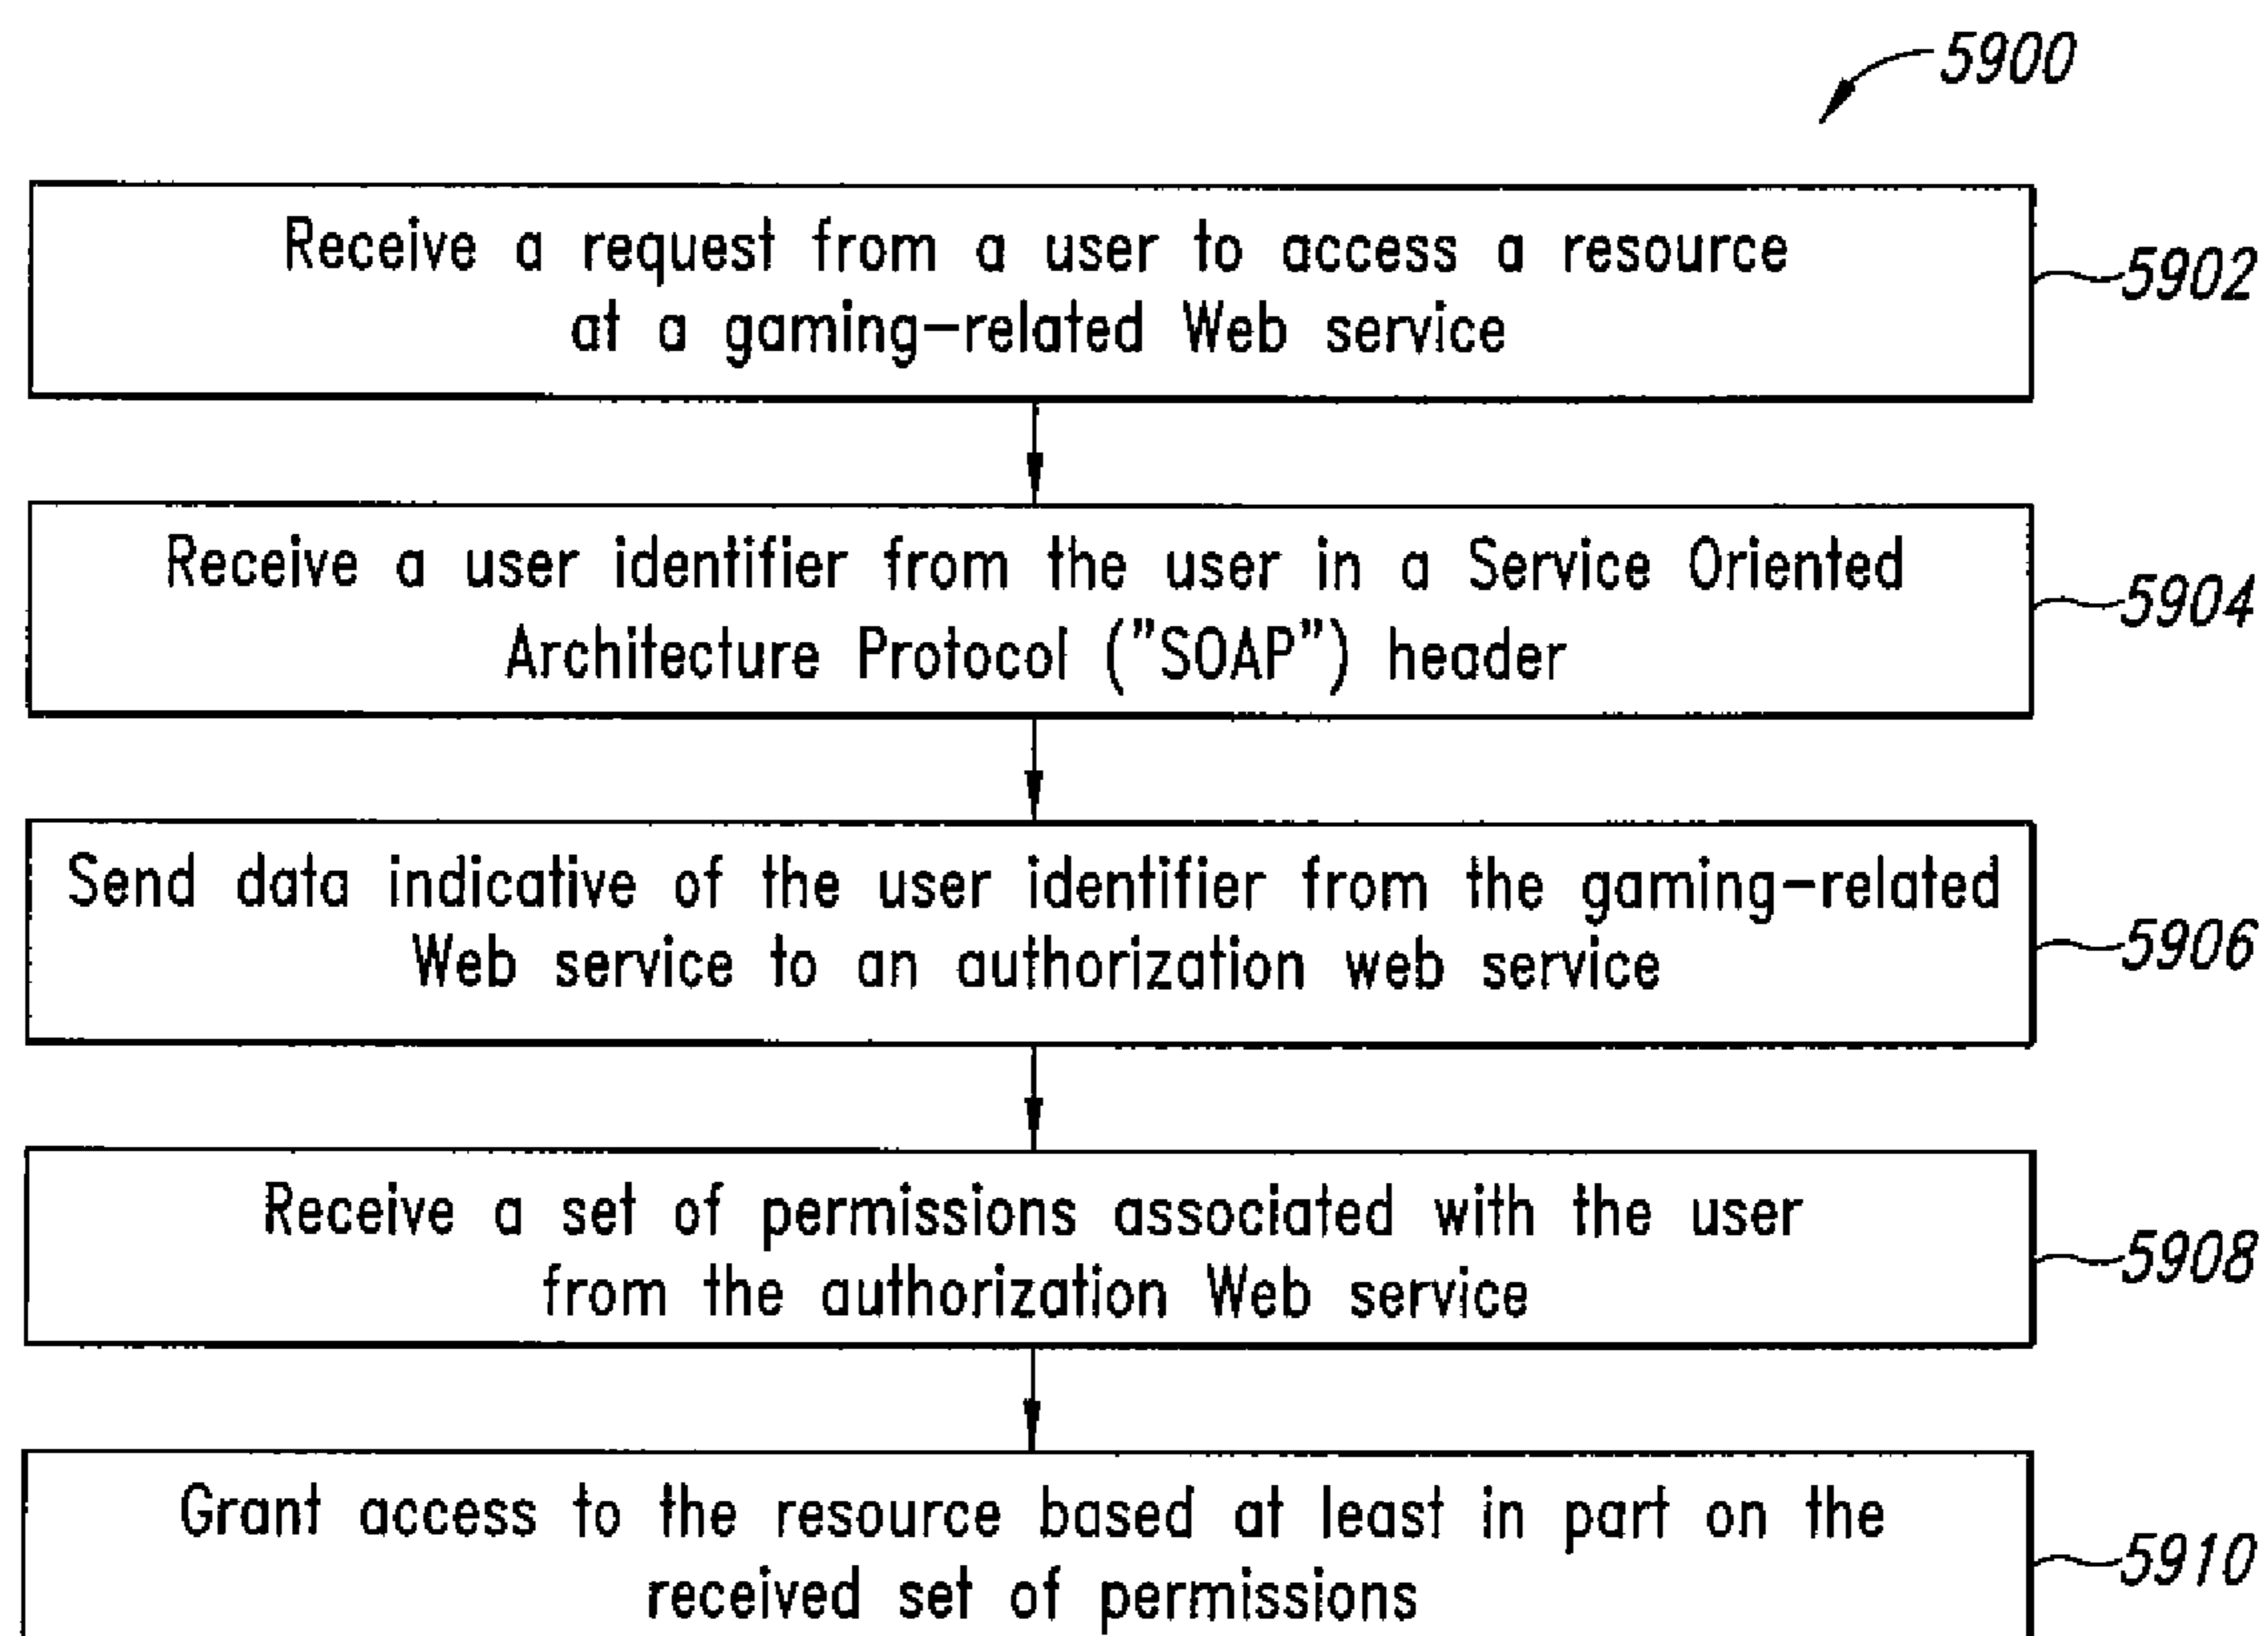 5900
Receive a request from a user to access a resource
at a gaming-related Web service
5902
Receive a user identifier from the user in a Service Oriented
Architecture Protocol ("SOAP") header
5904
Send data indicative of the user identifier from the gaming-related
Web service to an authorization web service
5906
Receive a set of permissions associated with the user
from the authorization Web service
5908
Grant access to the resource based at least in part on the
received set of permissions
5910